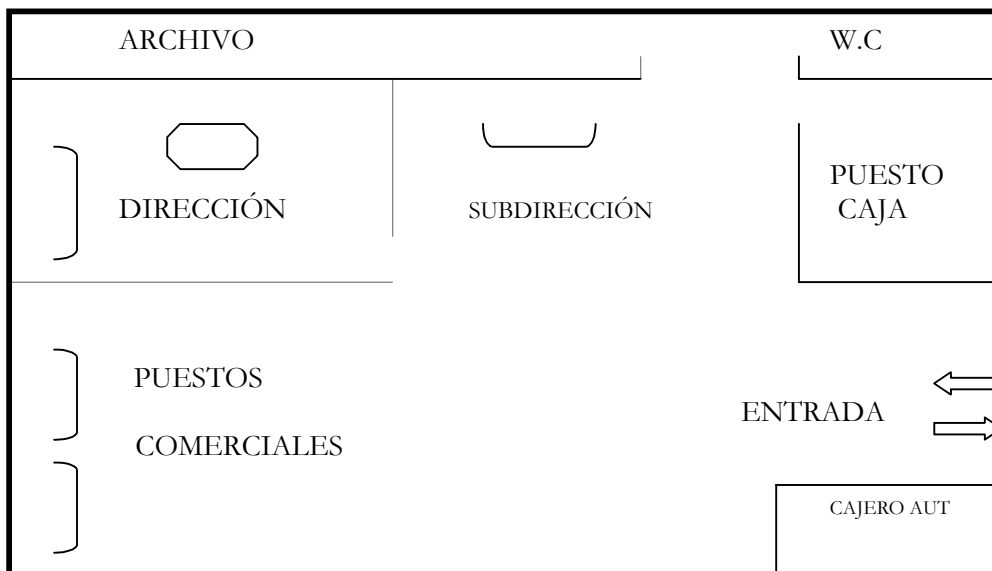 ARCHIVO
W.C
DIRECCIÓN
SUBDIRECCIÓN
PUESTO
CAJA
PUESTOS
COMERCIALES
ENTRADA
CAJERO AUT